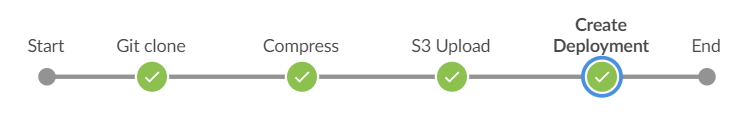 Start
Git clone
Compress
S3 Upload
Create
Deployment
End